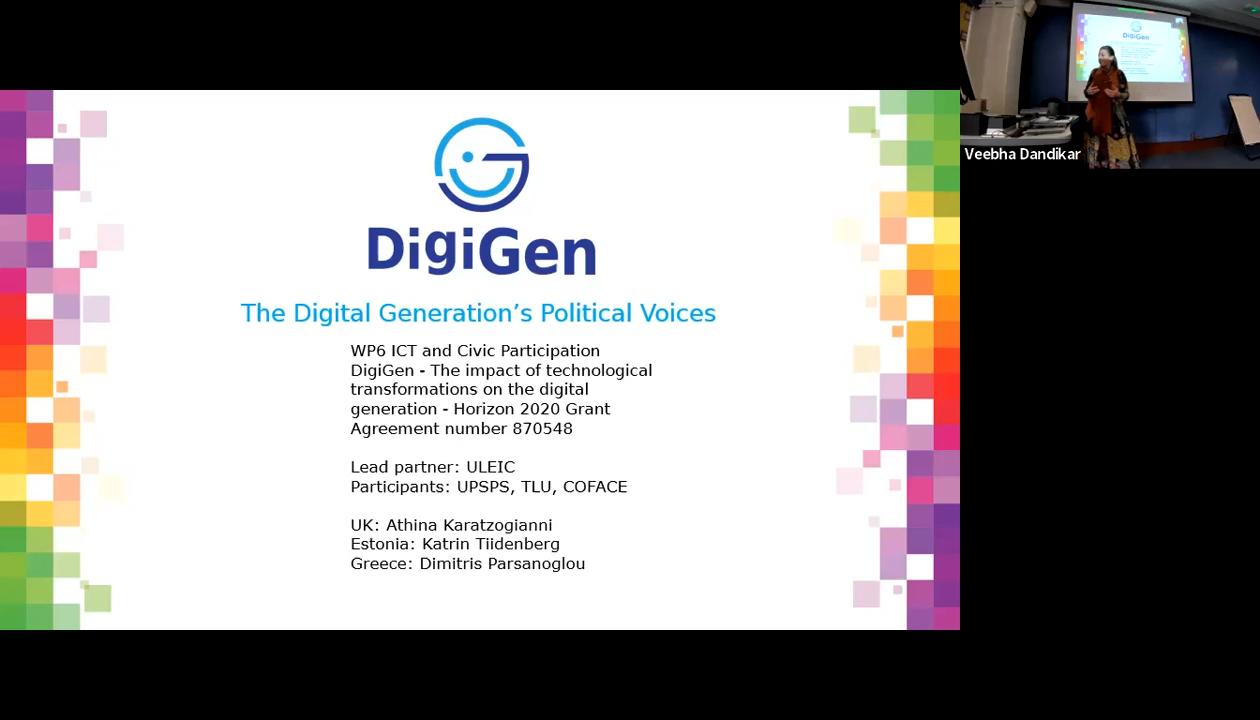 DigiGen
The Digital Generation’s Political Voices
WP6 ICT and Civic Participation
DigiGen - The impact of technological
transformations on the digital
generation - Horizon 2020 Grant
Agreement number 870548
Lead partner: ULEIC
Participants: UPSPS, TLU, COFACE
UK: Athina Karatzogianni
Estonia: Katrin Tiidenberg
Greece: Dimitris Parsanoglou
DigiGen
Veebha Dandikar